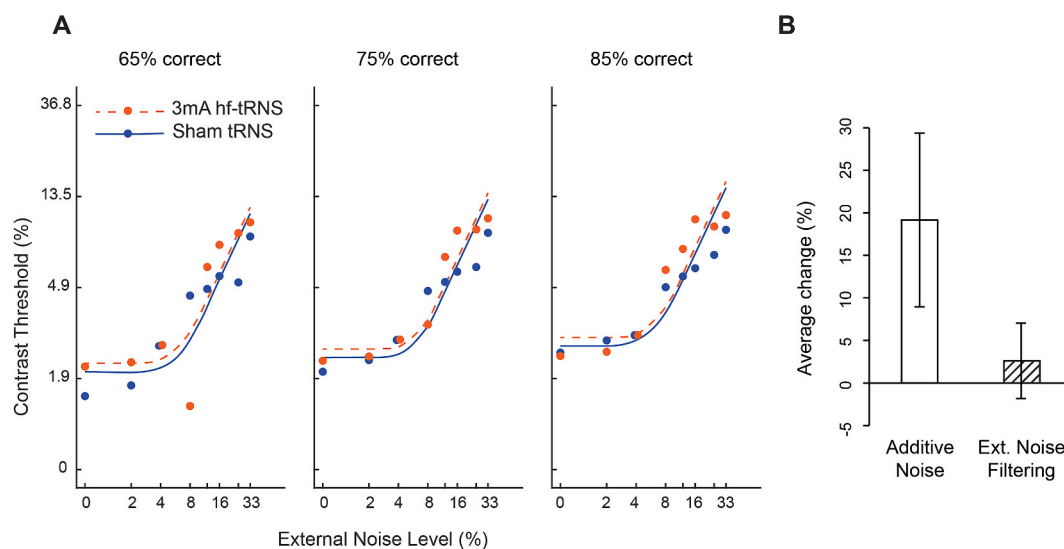 A
B
65% correct
75% correct
85% correct
3mA hf-tRNS
Sham tRNS
Contrast Threshold (%)
36.8
13.5
4.9
1.9
0
0 2 4 8 16 33
0 2 4 8 16 33
0 2 4 8 16 33
External Noise Level (%)
Average change (%)
30
25
20
15
10
5
0
-5
Additive
Noise
Ext. Noise
Filtering